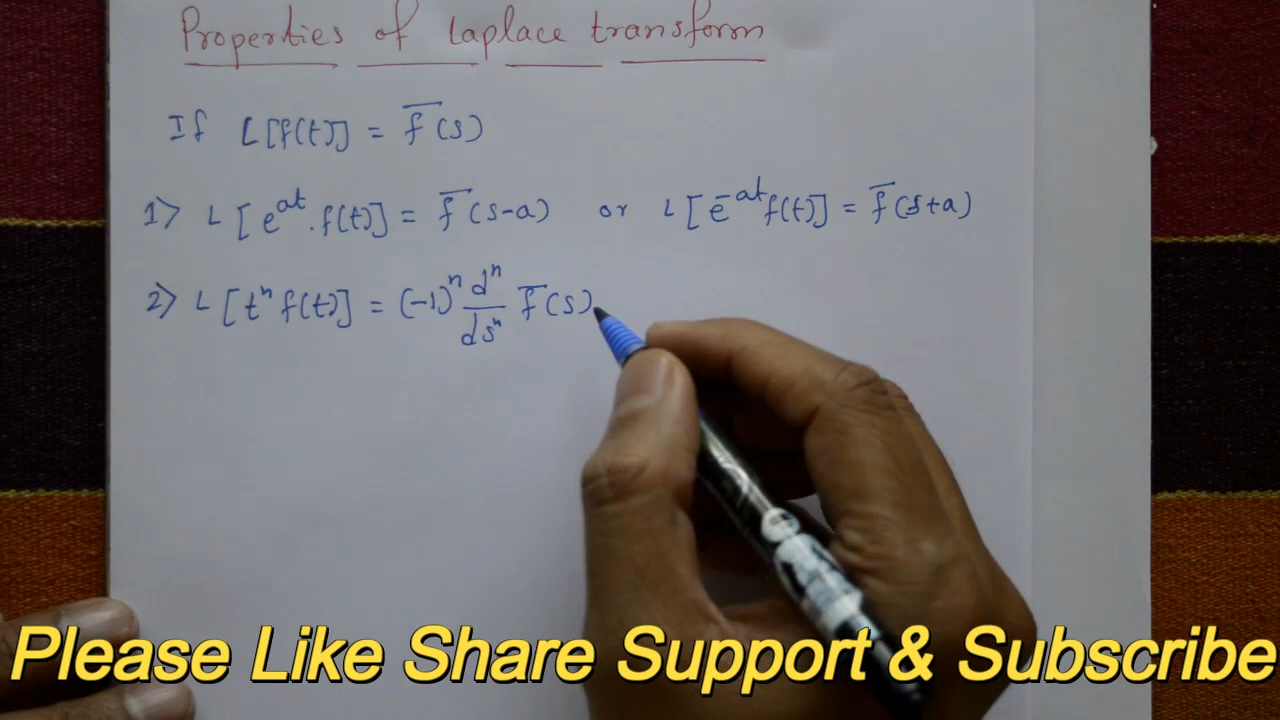 Properties of Laplace transform
If L[f(t)] = f̅(s)
1> L[e^{at}.f(t)] = f̅(s-a) or L[e^{-at}f(t)] = f̅(s+a)
2> L[t^n f(t)] = (-1)^n d^n/ds^n f̅(s)
Please Like Share Support & Subscribe